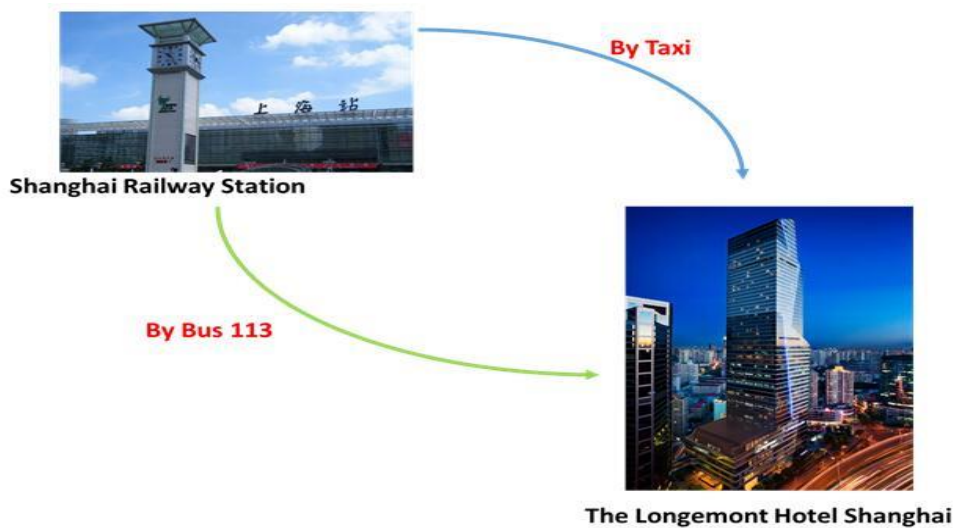 By Taxi
上海站
Shanghai Railway Station
By Bus 113
The Longemont Hotel Shanghai